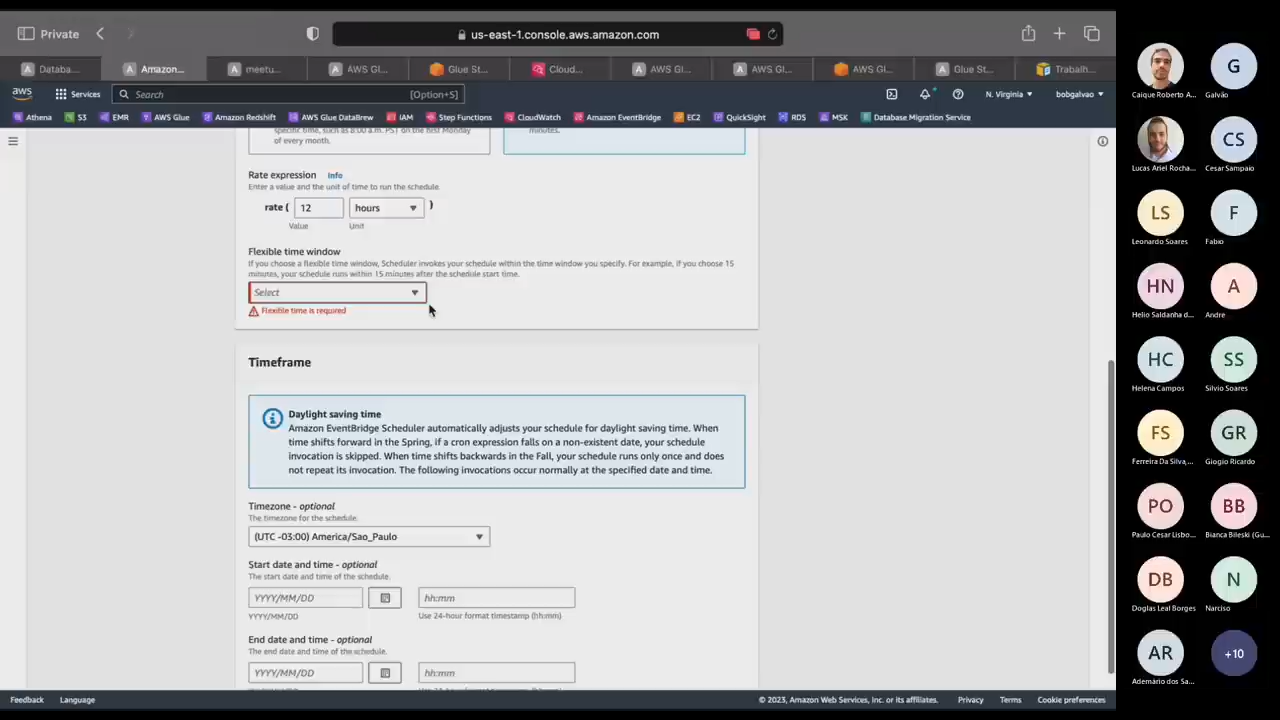 Private
us-east-1.console.aws.amazon.com
Databa...
Amazon...
meetu...
AWS Gl...
Glue St...
Cloud...
AWS Gl...
AWS Gl...
AWS Gl...
Glue St...
Trabalh...
aws
Services
Search
[Option+S]
N. Virginia
bobgalvao
Athena
S3
EMR
AWS Glue
Amazon Redshift
AWS Glue DataBrew
IAM
Step Functions
CloudWatch
Amazon EventBridge
EC2
QuickSight
RDS
MSK
Database Migration Service
specific time, such as 8:00 a.m. PST on the first Monday
of every month.
minutes.
Rate expression Info
Enter a value and the unit of time to run the schedule.
rate ( 12 hours )
Value Unit
Flexible time window
If you choose a flexible time window, Scheduler invokes your schedule within the time window you specify. For example, if you choose 15
minutes, your schedule runs within 15 minutes after the schedule start time.
Select
Flexible time is required
Timeframe
Daylight saving time
Amazon EventBridge Scheduler automatically adjusts your schedule for daylight saving time. When
time shifts forward in the Spring, if a cron expression falls on a non-existent date, your schedule
invocation is skipped. When time shifts backwards in the Fall, your schedule runs only once and does
not repeat its invocation. The following invocations occur normally at the specified date and time.
Timezone - optional
The timezone for the schedule.
(UTC -03:00) America/Sao_Paulo
Start date and time - optional
The start date and time of the schedule.
YYYY/MM/DD hh:mm
YYYY/MM/DD Use 24-hour format timestamp (hh:mm)
End date and time - optional
The end date and time of the schedule.
YYYY/MM/DD hh:mm
Feedback
Language
© 2023, Amazon Web Services, Inc. or its affiliates.
Privacy
Terms
Cookie preferences
G
Caique Roberto A...
Galvão
CS
Lucas Ariel Rocha...
Cesar Sampaio
LS
F
Leonardo Soares
Fabio
HN
A
Helio Saldanha d...
Andre
HC
SS
Helena Campos
Silvio Soares
FS
GR
Ferreira Da Silva,...
Giogio Ricardo
PO
BB
Paulo Cesar Lisbo...
Bianca Bileski (Gu...
DB
N
Doglas Leal Borges
Narciso
AR
+10
Ademário dos Sa...